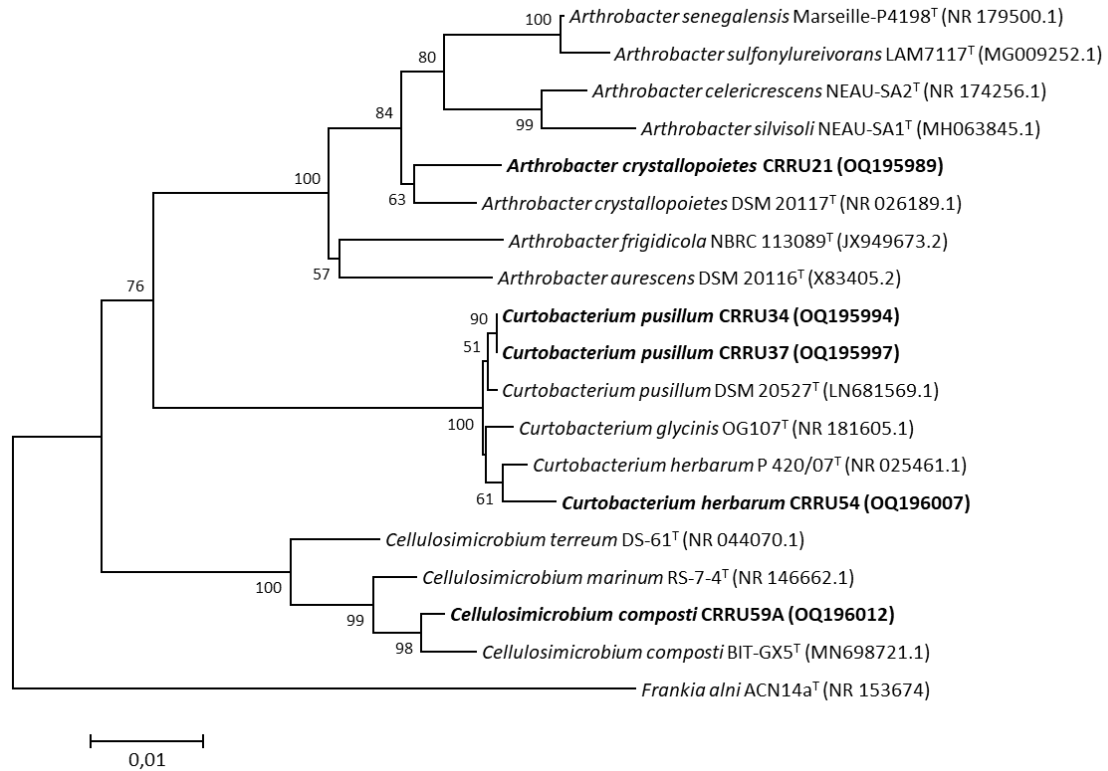 100
Arthrobacter senegalensis Marseille-P4198ᵀ (NR 179500.1)
Arthrobacter sulfonylureivorans LAM7117ᵀ (MG009252.1)
80
Arthrobacter celericrescens NEAU-SA2ᵀ (NR 174256.1)
99
Arthrobacter silvisoli NEAU-SA1ᵀ (MH063845.1)
84
Arthrobacter crystallopoietes CRRU21 (OQ195989)
100
63
Arthrobacter crystallopoietes DSM 20117ᵀ (NR 026189.1)
Arthrobacter frigidicola NBRC 113089ᵀ (JX949673.2)
57
Arthrobacter aurescens DSM 20116ᵀ (X83405.2)
76
90
Curtobacterium pusillum CRRU34 (OQ195994)
51
Curtobacterium pusillum CRRU37 (OQ195997)
Curtobacterium pusillum DSM 20527ᵀ (LN681569.1)
100
Curtobacterium glycinis OG107ᵀ (NR 181605.1)
Curtobacterium herbarum P 420/07ᵀ (NR 025461.1)
61
Curtobacterium herbarum CRRU54 (OQ196007)
Cellulosimicrobium terreum DS-61ᵀ (NR 044070.1)
100
Cellulosimicrobium marinum RS-7-4ᵀ (NR 146662.1)
99
Cellulosimicrobium composti CRRU59A (OQ196012)
98
Cellulosimicrobium composti BIT-GX5ᵀ (MN698721.1)
Frankia alni ACN14aᵀ (NR 153674)
0,01